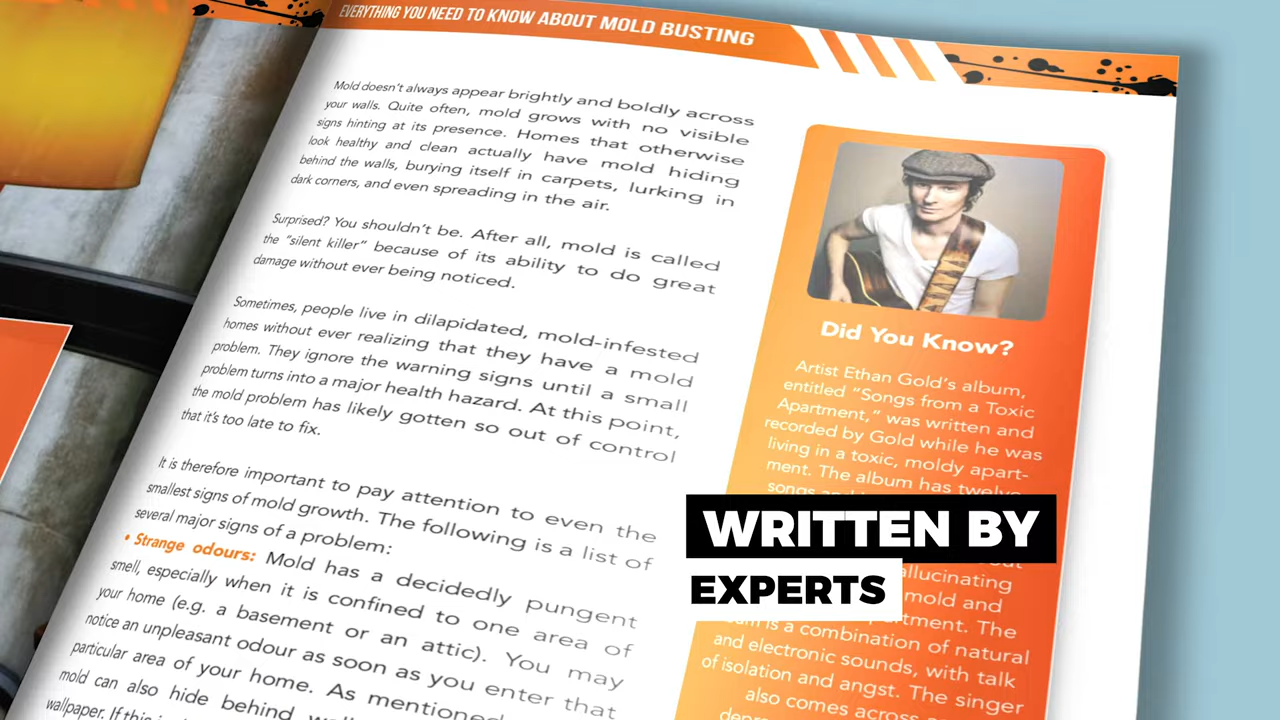 EVERYTHING YOU NEED TO KNOW ABOUT MOLD BUSTING
Mold doesn't always appear brightly and boldly across
your walls. Quite often, mold grows with no visible
signs hinting at its presence. Homes that otherwise
look healthy and clean actually have mold hiding
behind the walls, burying itself in carpets, lurking in
dark corners, and even spreading in the air.
Surprised? You shouldn't be. After all, mold is called
the "silent killer" because of its ability to do great
damage without ever being noticed.
Sometimes, people live in dilapidated, mold-infested
homes without ever realizing that they have a mold
problem. They ignore the warning signs until a small
problem turns into a major health hazard. At this point,
the mold problem has likely gotten so out of control
that it's too late to fix.
It is therefore important to pay attention to even the
smallest signs of mold growth. The following is a list of
several major signs of a problem:
• Strange odours: Mold has a decidedly pungent
smell, especially when it is confined to one area of
your home (e.g. a basement or an attic). You may
notice an unpleasant odour as soon as you enter that
particular area of your home. As mentioned
mold can also hide behind
wallpaper. If this
Did You Know?
Artist Ethan Gold's album,
entitled "Songs from a Toxic
Apartment," was written and
recorded by Gold while he was
living in a toxic, moldy apart-
ment. The album has twelve
songs
mold and
The
is a combination of natural
and electronic sounds, with talk
of isolation and angst. The singer
also comes across
WRITTEN BY
EXPERTS